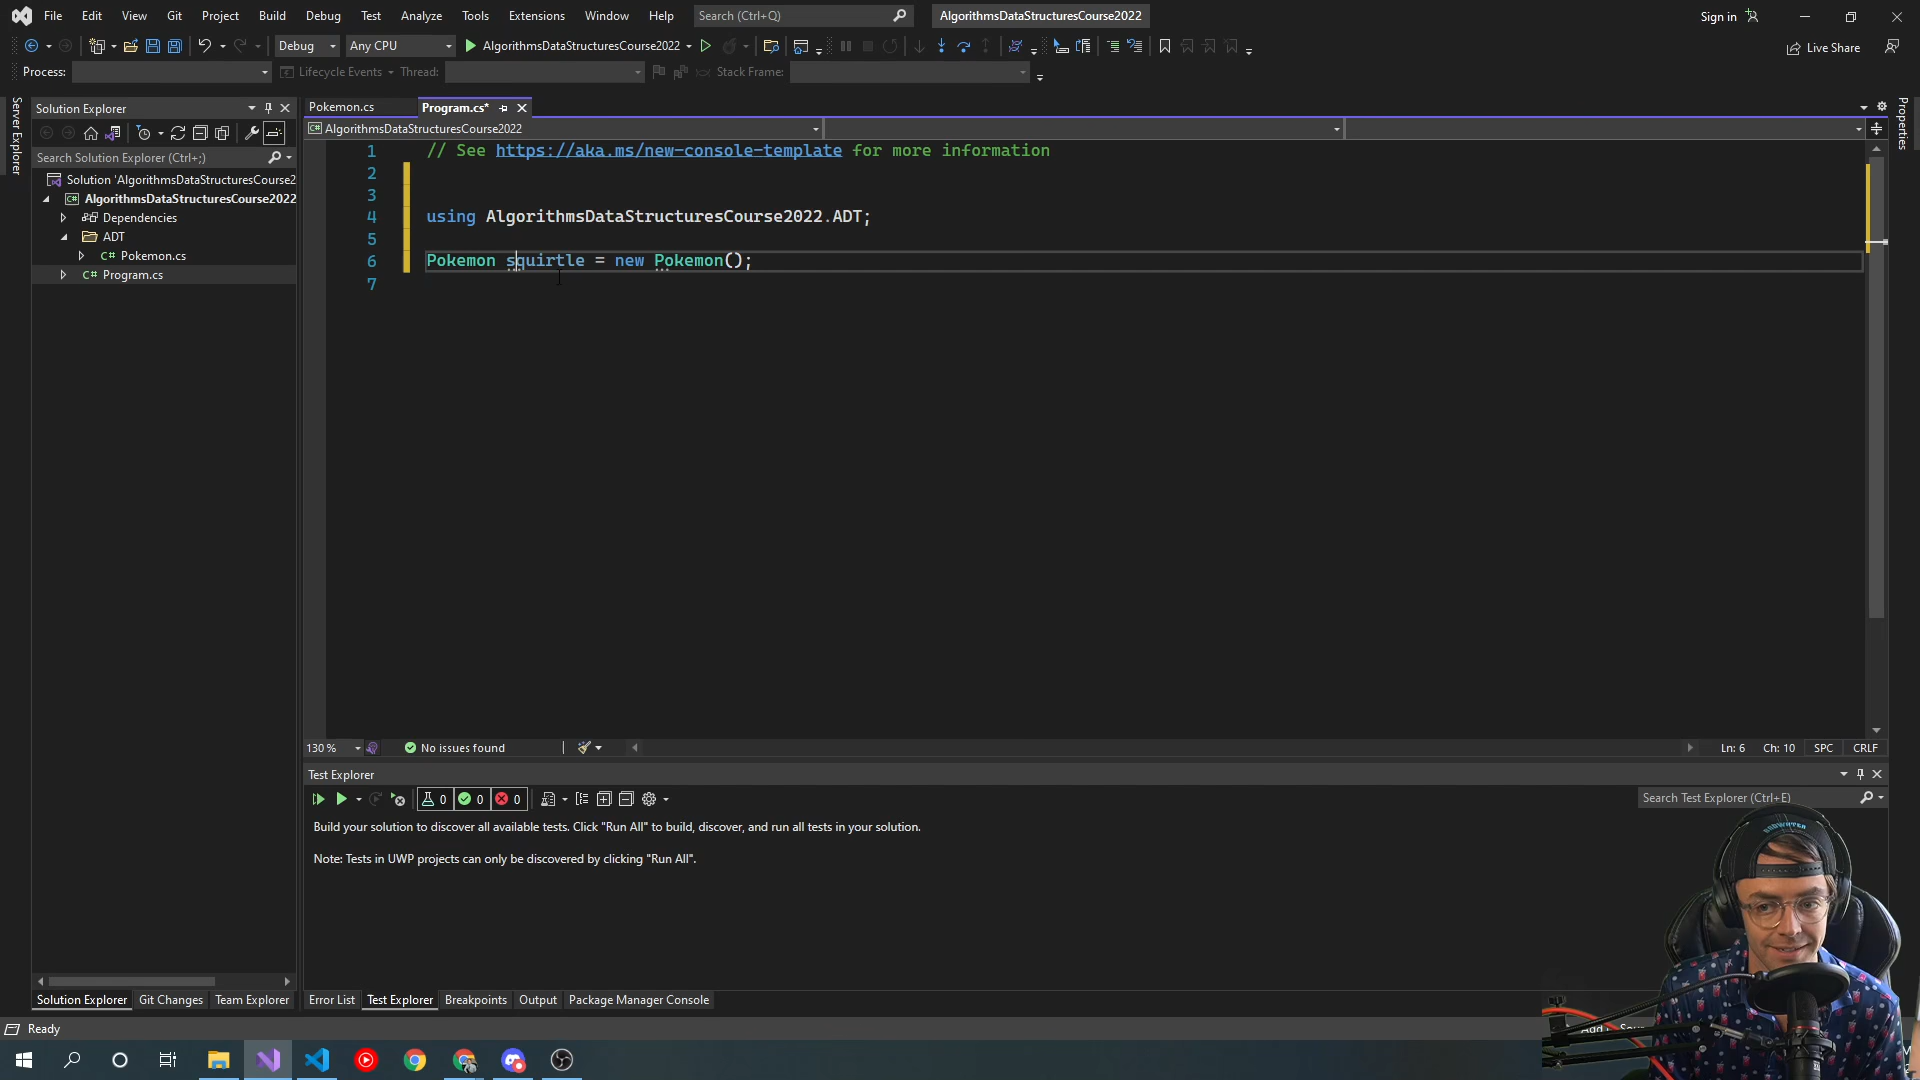 File Edit View Git Project Build Debug Test Analyze Tools Extensions Window Help Search (Ctrl+Q) AlgorithmsDataStructuresCourse2022 Sign in
Debug Any CPU AlgorithmsDataStructuresCourse2022 Live Share
Process: Lifecycle Events Thread: Stack Frame:
Server Explorer
Solution Explorer
Search Solution Explorer (Ctrl+;)
Solution 'AlgorithmsDataStructuresCourse2
AlgorithmsDataStructuresCourse2022
Dependencies
ADT
Pokemon.cs
Program.cs
Pokemon.cs Program.cs*
AlgorithmsDataStructuresCourse2022
1 // See https://aka.ms/new-console-template for more information
2
3
4 using AlgorithmsDataStructuresCourse2022.ADT;
5
6 Pokemon squirtle = new Pokemon();
7
Properties
130 % No issues found Ln: 6 Ch: 10 SPC CRLF
Test Explorer
0 0 0 Search Test Explorer (Ctrl+E)
Build your solution to discover all available tests. Click "Run All" to build, discover, and run all tests in your solution.
Note: Tests in UWP projects can only be discovered by clicking "Run All".
Solution Explorer Git Changes Team Explorer
Error List Test Explorer Breakpoints Output Package Manager Console
Ready